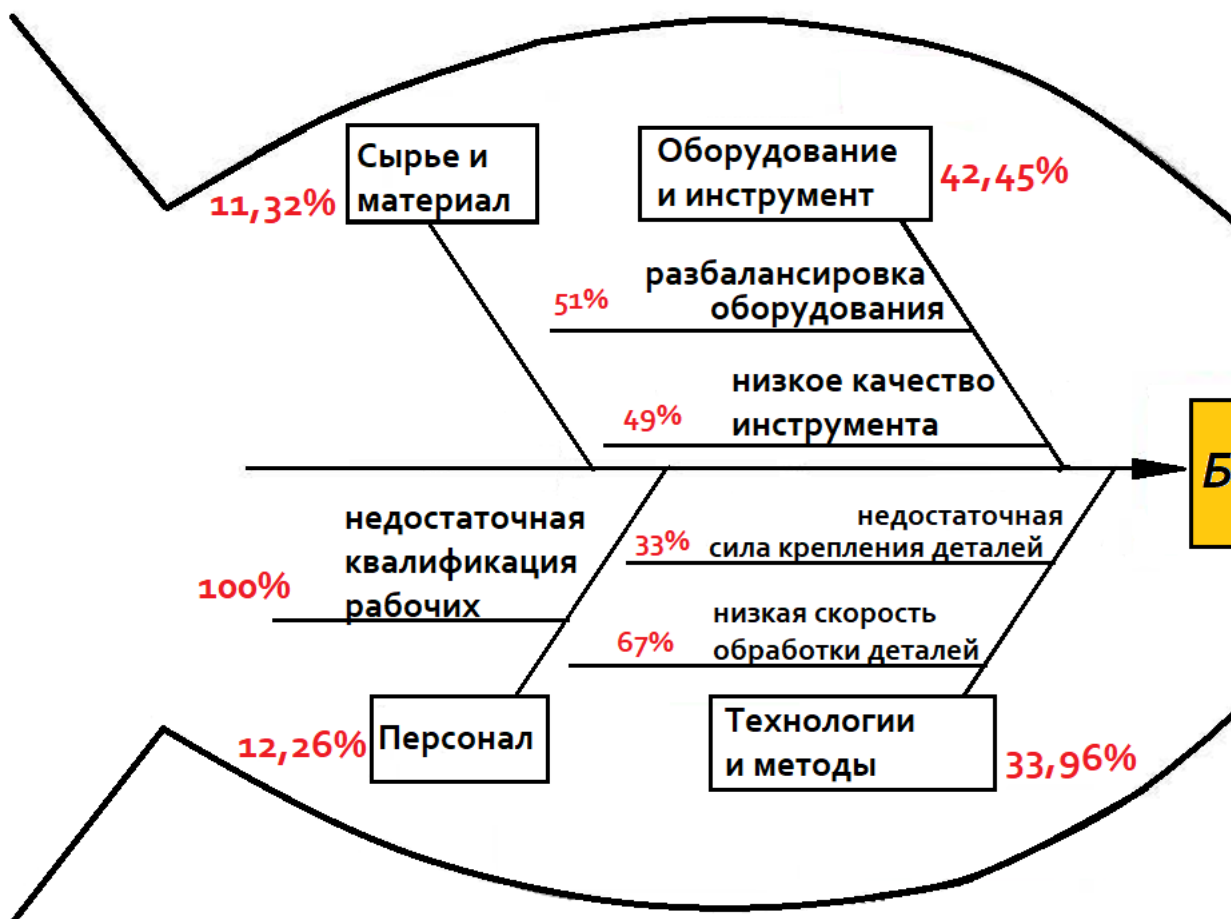 Сырье и
материал
11,32%
Оборудование
и инструмент
42,45%
разбалансировка
оборудования
51%
низкое качество
инструмента
49%
Б
недостаточная
квалификация
рабочих
100%
недостаточная
сила крепления деталей
33%
низкая скорость
обработки деталей
67%
Персонал
12,26%
Технологии
и методы
33,96%